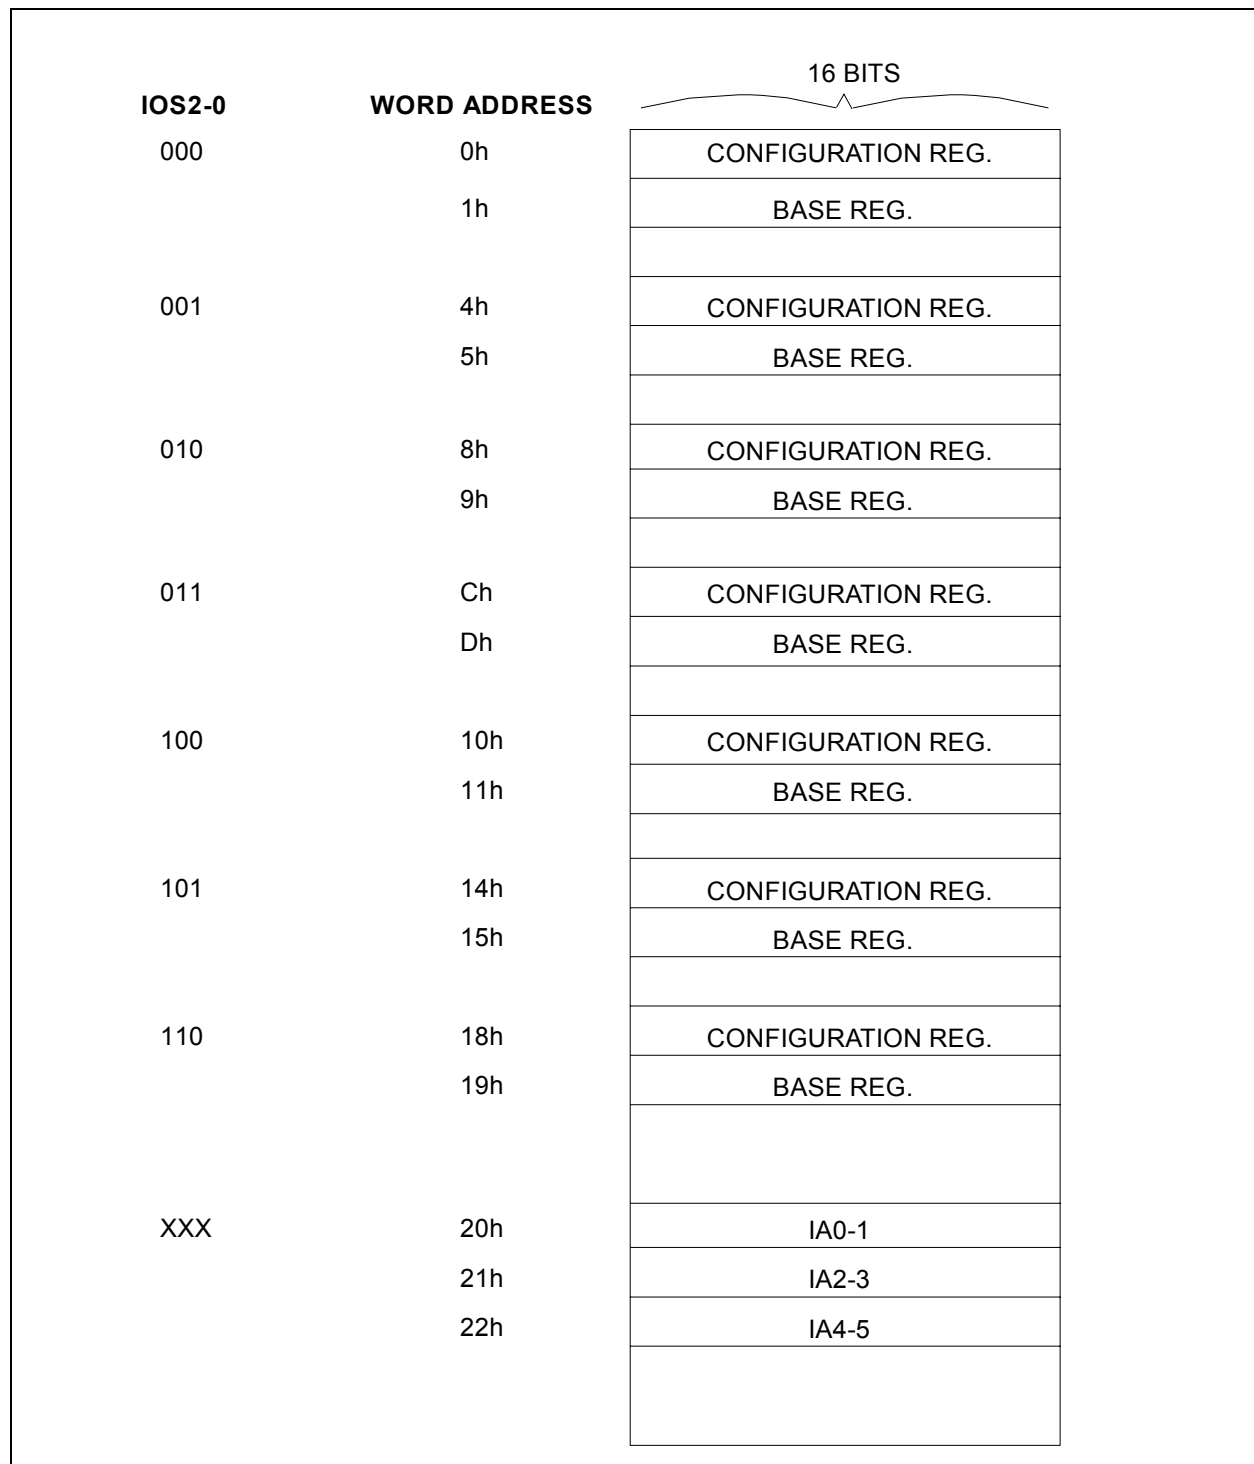 16 BITS
IOS2-0 WORD ADDRESS
000 0h CONFIGURATION REG.
1h BASE REG.
001 4h CONFIGURATION REG.
5h BASE REG.
010 8h CONFIGURATION REG.
9h BASE REG.
011 Ch CONFIGURATION REG.
Dh BASE REG.
100 10h CONFIGURATION REG.
11h BASE REG.
101 14h CONFIGURATION REG.
15h BASE REG.
110 18h CONFIGURATION REG.
19h BASE REG.
XXX 20h IA0-1
21h IA2-3
22h IA4-5